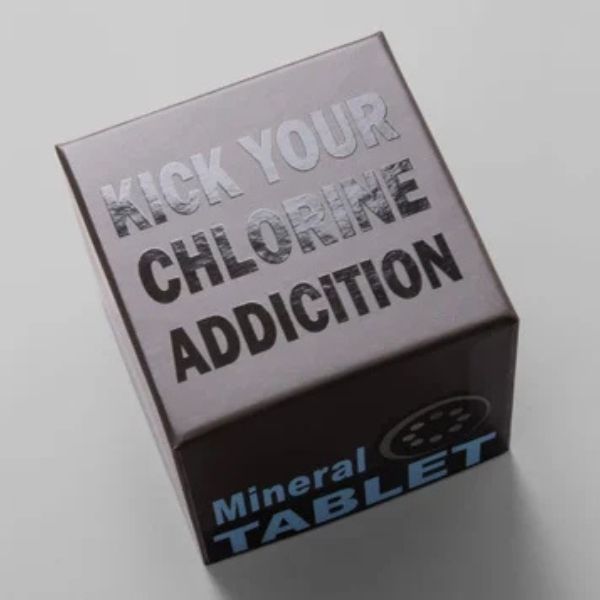 KICK YOUR
CHLORINE
ADDICITION
Mineral
TABLET